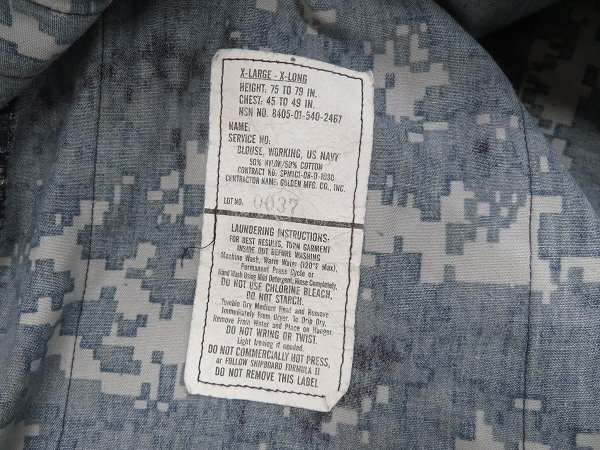 X-LARGE - X-LONG
HEIGHT: 75 TO 79 IN.
CHEST: 45 TO 49 IN.
NSN NO. 8405-01-540-2467
NAME:
SERVICE NO:
BLOUSE, WORKING, US NAVY
50% NYLON/50% COTTON
CONTRACT NO. SPM1C1-08-D-1030
CONTRACTOR NAME: GOLDEN MFG. CO., INC.
LOT NO. 0037
LAUNDERING INSTRUCTIONS:
FOR BEST RESULTS, TURN GARMENT
INSIDE OUT BEFORE WASHING
Machine Wash, Warm Water (120°F Max),
Permanent Press Cycle or
Hand Wash Using Mild Detergent, Rinse Completely.
DO NOT USE CHLORINE BLEACH,
DO NOT STARCH.
Tumble Dry Medium Heat and Remove
Immediately From Dryer. To Drip Dry,
Remove From Water and Place on Hanger,
DO NOT WRING OR TWIST.
Light Ironing if needed.
DO NOT COMMERCIALLY HOT PRESS,
or FOLLOW SHIPBOARD FORMULA II
DO NOT REMOVE THIS LABEL